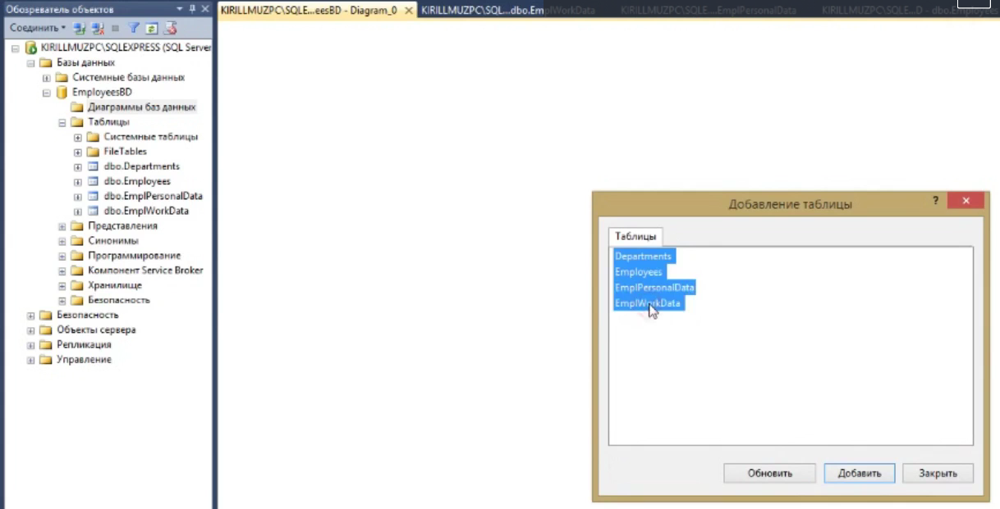 Обозреватель объектов
KIRILLMUZPC\SQLE...eesBD - Diagram_0
KIRILLMUZPC\SQL...dbo.EmplWorkData
KIRILLMUZPC\SQLE....EmplPersonalData
KIRILLMUZPC\SQLE...D - dbo.Employees
Соединить
KIRILLMUZPC\SQLEXPRESS (SQL Server
Базы данных
Системные базы данных
EmployeesBD
Диаграммы баз данных
Таблицы
Системные таблицы
FileTables
dbo.Departments
dbo.Employees
dbo.EmplPersonalData
dbo.EmplWorkData
Представления
Синонимы
Программирование
Компонент Service Broker
Хранилище
Безопасность
Безопасность
Объекты сервера
Репликация
Управление
Добавление таблицы
?
Таблицы
Departments
Employees
EmplPersonalData
EmplWorkData
Обновить
Добавить
Закрыть